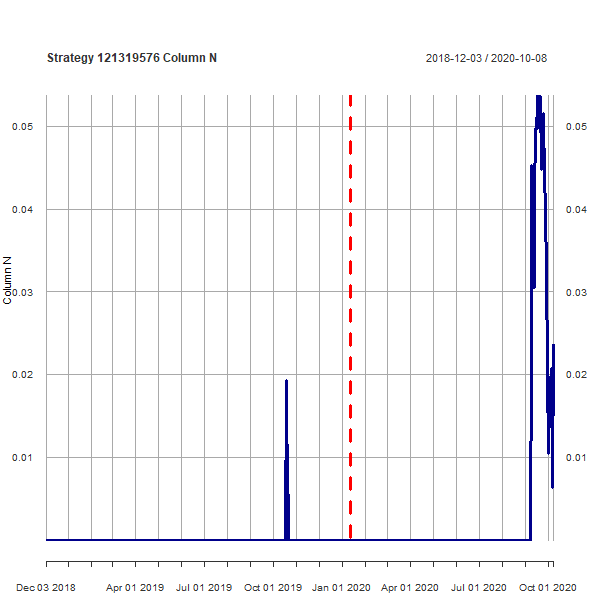 Strategy 121319576 Column N
2018-12-03 / 2020-10-08
0.05
0.05
0.04
0.04
0.03
0.03
Column N
0.02
0.02
0.01
0.01
Dec 03 2018
Apr 01 2019
Jul 01 2019
Oct 01 2019
Jan 01 2020
Apr 01 2020
Jul 01 2020
Oct 01 2020